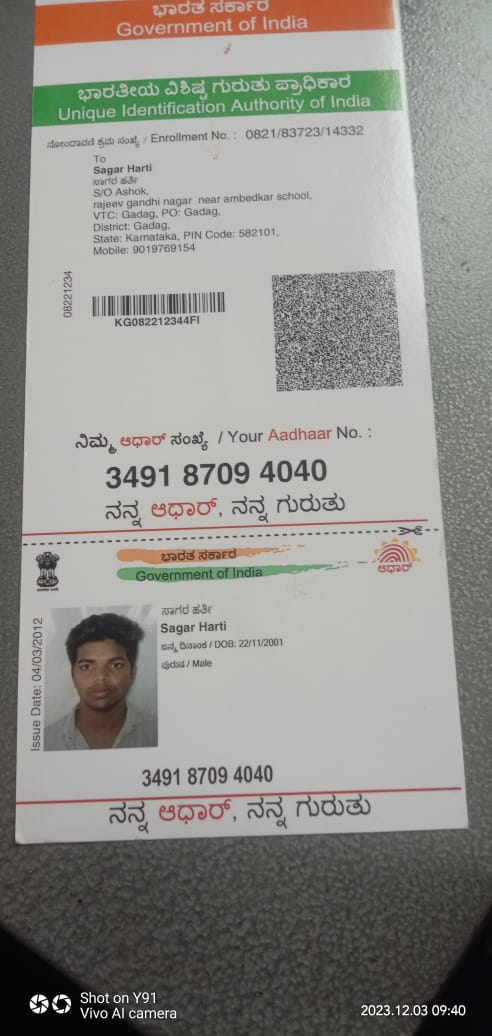 ಭಾರತ ಸರ್ಕಾರ
Government of India
ಭಾರತೀಯ ವಿಶಿಷ್ಟ ಗುರುತು ಪ್ರಾಧಿಕಾರ
Unique Identification Authority of India
ನೋಂದಾವಣಿ ಕ್ರಮ ಸಂಖ್ಯೆ / Enrollment No. : 0821/83723/14332
To
Sagar Harti
ಸಾಗರ ಹರ್ತಿ
S/O Ashok,
rajeev gandhi nagar near ambedkar school,
VTC: Gadag, PO: Gadag,
District: Gadag,
State: Karnataka, PIN Code: 582101,
Mobile: 9019769154
08221234
KG082212344FI
ನಿಮ್ಮ ಆಧಾರ್ ಸಂಖ್ಯೆ / Your Aadhaar No. :
3491 8709 4040
ನನ್ನ ಆಧಾರ್, ನನ್ನ ಗುರುತು
ಭಾರತ ಸರ್ಕಾರ
Government of India
ಆಧಾರ್
Issue Date: 04/03/2012
ಸಾಗರ ಹರ್ತಿ
Sagar Harti
ಜನ್ಮ ದಿನಾಂಕ / DOB: 22/11/2001
ಪುರುಷ / Male
3491 8709 4040
ನನ್ನ ಆಧಾರ್, ನನ್ನ ಗುರುತು
Shot on Y91
Vivo AI camera
2023.12.03 09:40